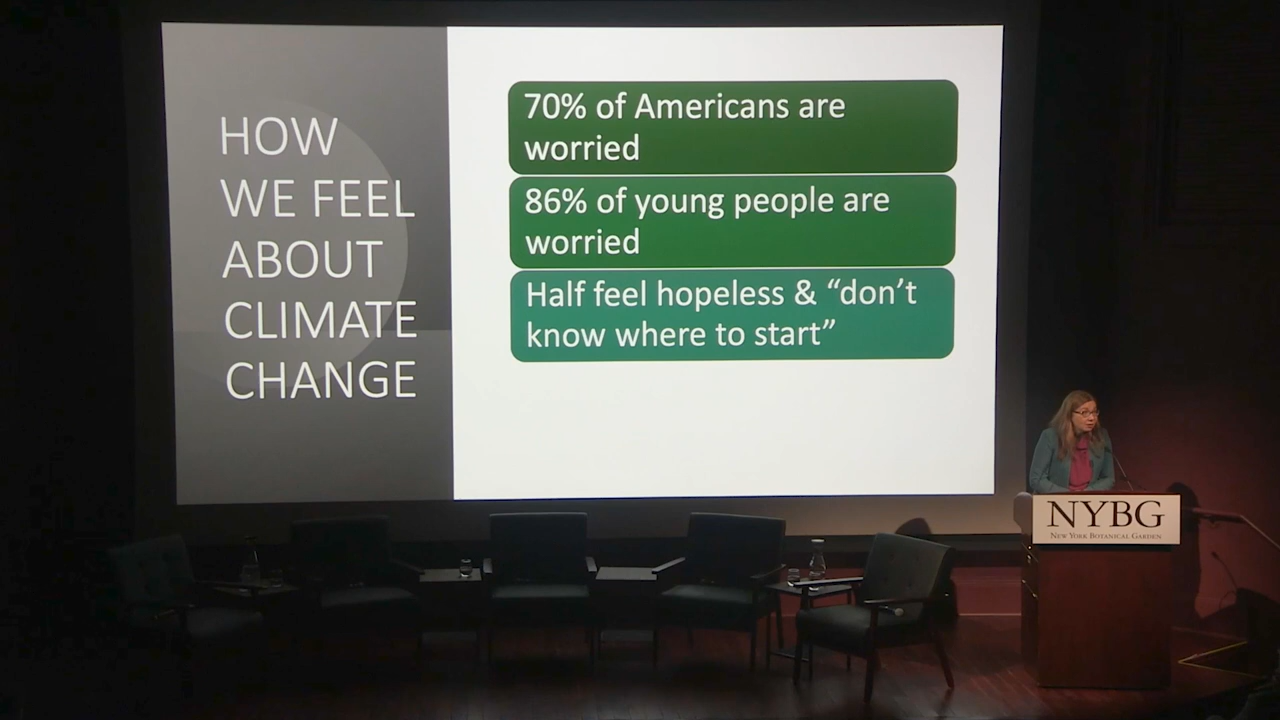 HOW
WE FEEL
ABOUT
CLIMATE
CHANGE
70% of Americans are
worried
86% of young people are
worried
Half feel hopeless & “don’t
know where to start”
NYBG
New York Botanical Garden